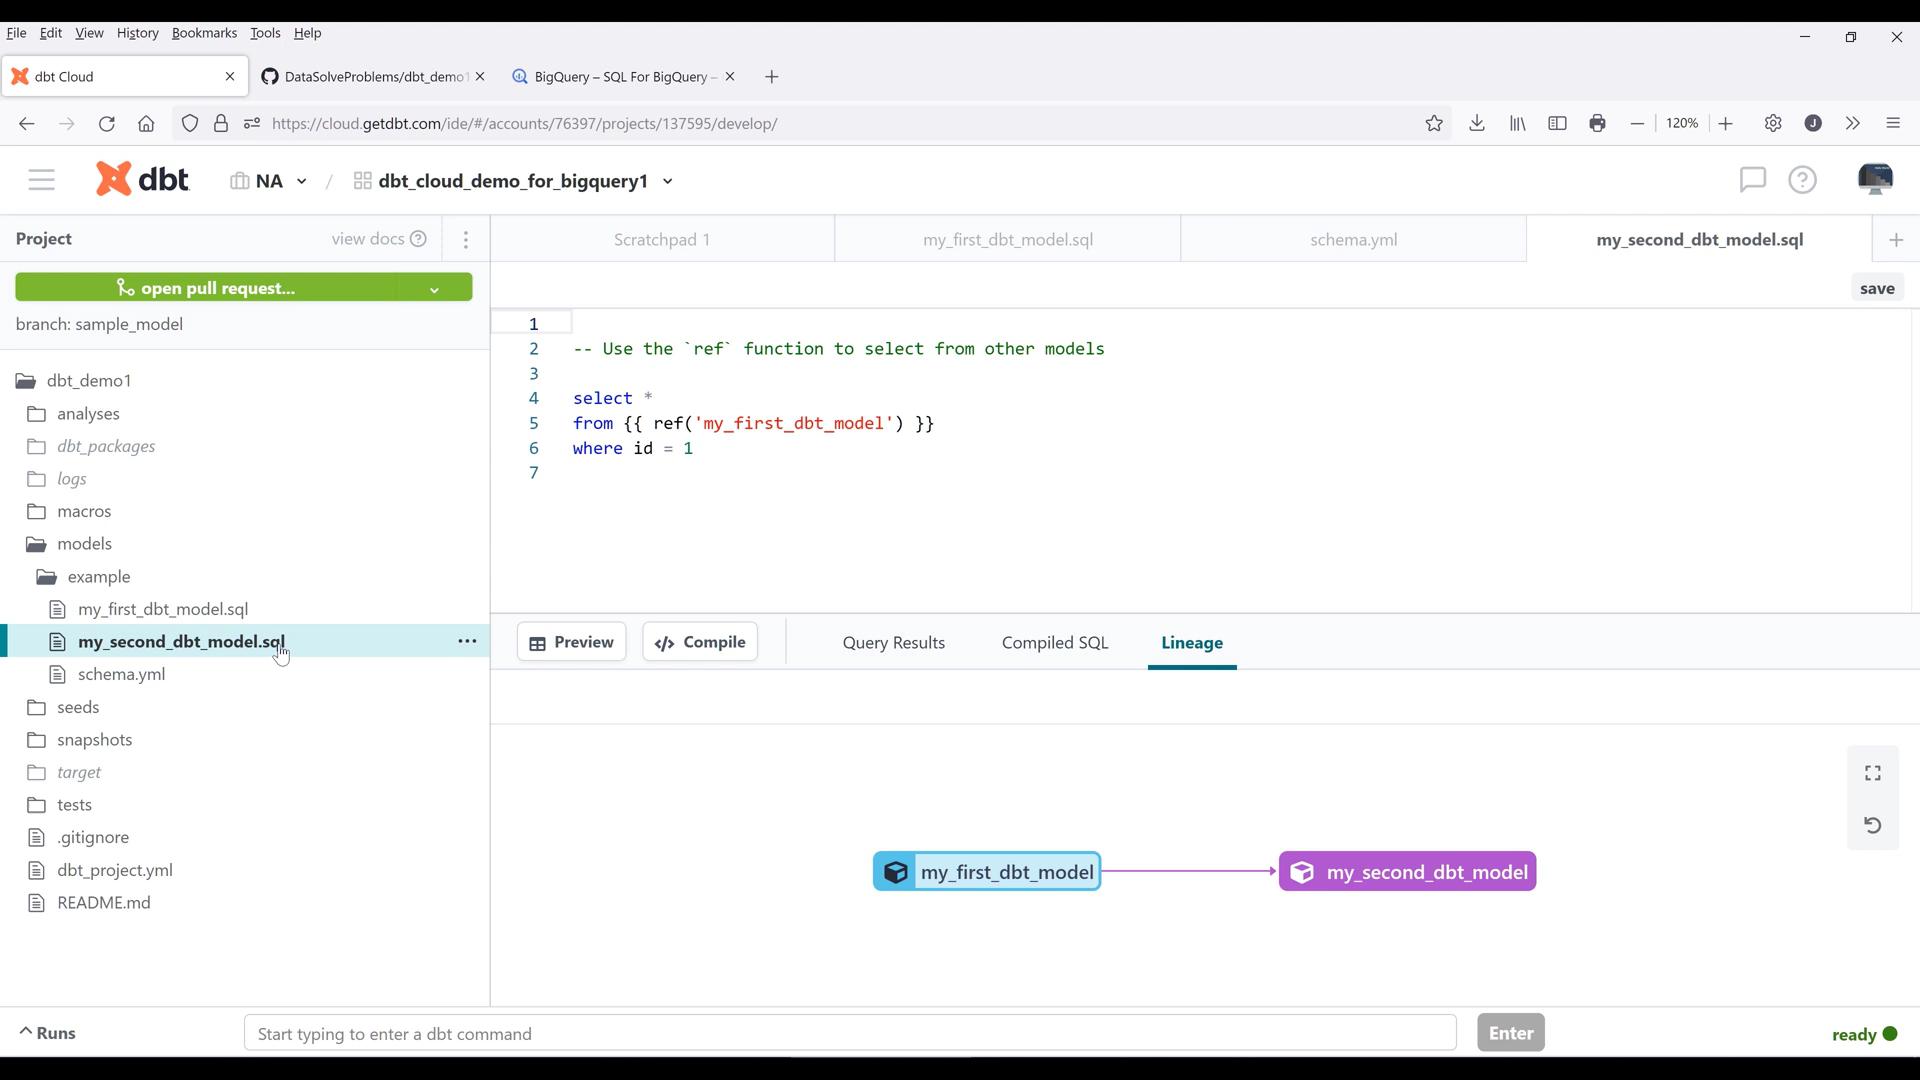 File Edit View History Bookmarks Tools Help
dbt Cloud
DataSolveProblems/dbt_demo1
BigQuery – SQL For BigQuery –
https://cloud.getdbt.com/ide/#/accounts/76397/projects/137595/develop/
120%
J
dbt
NA / dbt_cloud_demo_for_bigquery1
Project
view docs
Scratchpad 1
my_first_dbt_model.sql
schema.yml
my_second_dbt_model.sql
open pull request...
save
branch: sample_model
dbt_demo1
analyses
dbt_packages
logs
macros
models
example
my_first_dbt_model.sql
my_second_dbt_model.sql
schema.yml
seeds
snapshots
target
tests
.gitignore
dbt_project.yml
README.md
1
2 -- Use the `ref` function to select from other models
3
4 select *
5 from {{ ref('my_first_dbt_model') }}
6 where id = 1
7
Preview
Compile
Query Results
Compiled SQL
Lineage
my_first_dbt_model
my_second_dbt_model
Runs
Start typing to enter a dbt command
Enter
ready